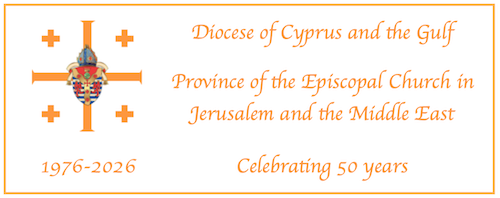 Diocese of Cyprus and the Gulf
Province of the Episcopal Church in
Jerusalem and the Middle East
1976-2026
Celebrating 50 years